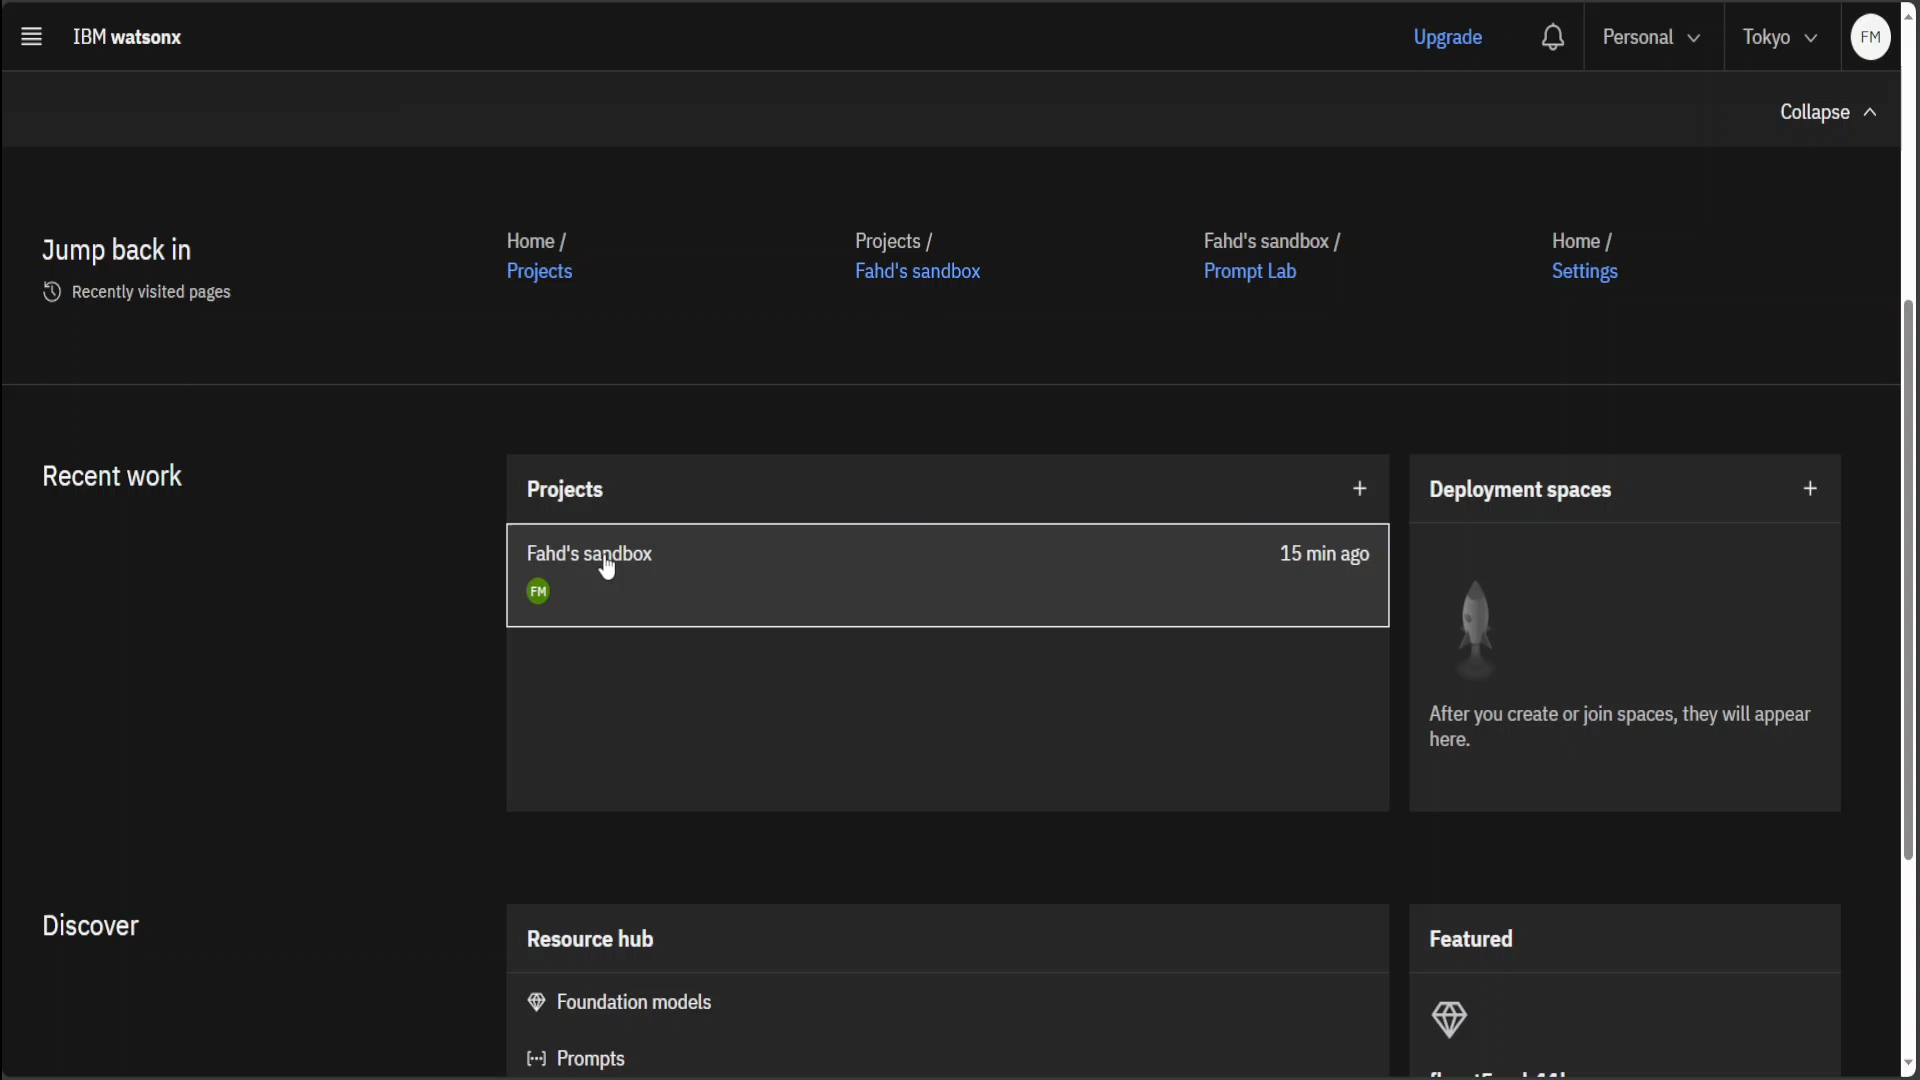 IBM watsonx
Upgrade
Personal
Tokyo
FM
Collapse
Jump back in
Recently visited pages
Home /
Projects
Projects /
Fahd's sandbox
Fahd's sandbox /
Prompt Lab
Home /
Settings
Recent work
Projects
Fahd's sandbox
15 min ago
FM
Deployment spaces
After you create or join spaces, they will appear
here.
Discover
Resource hub
Foundation models
Prompts
Featured